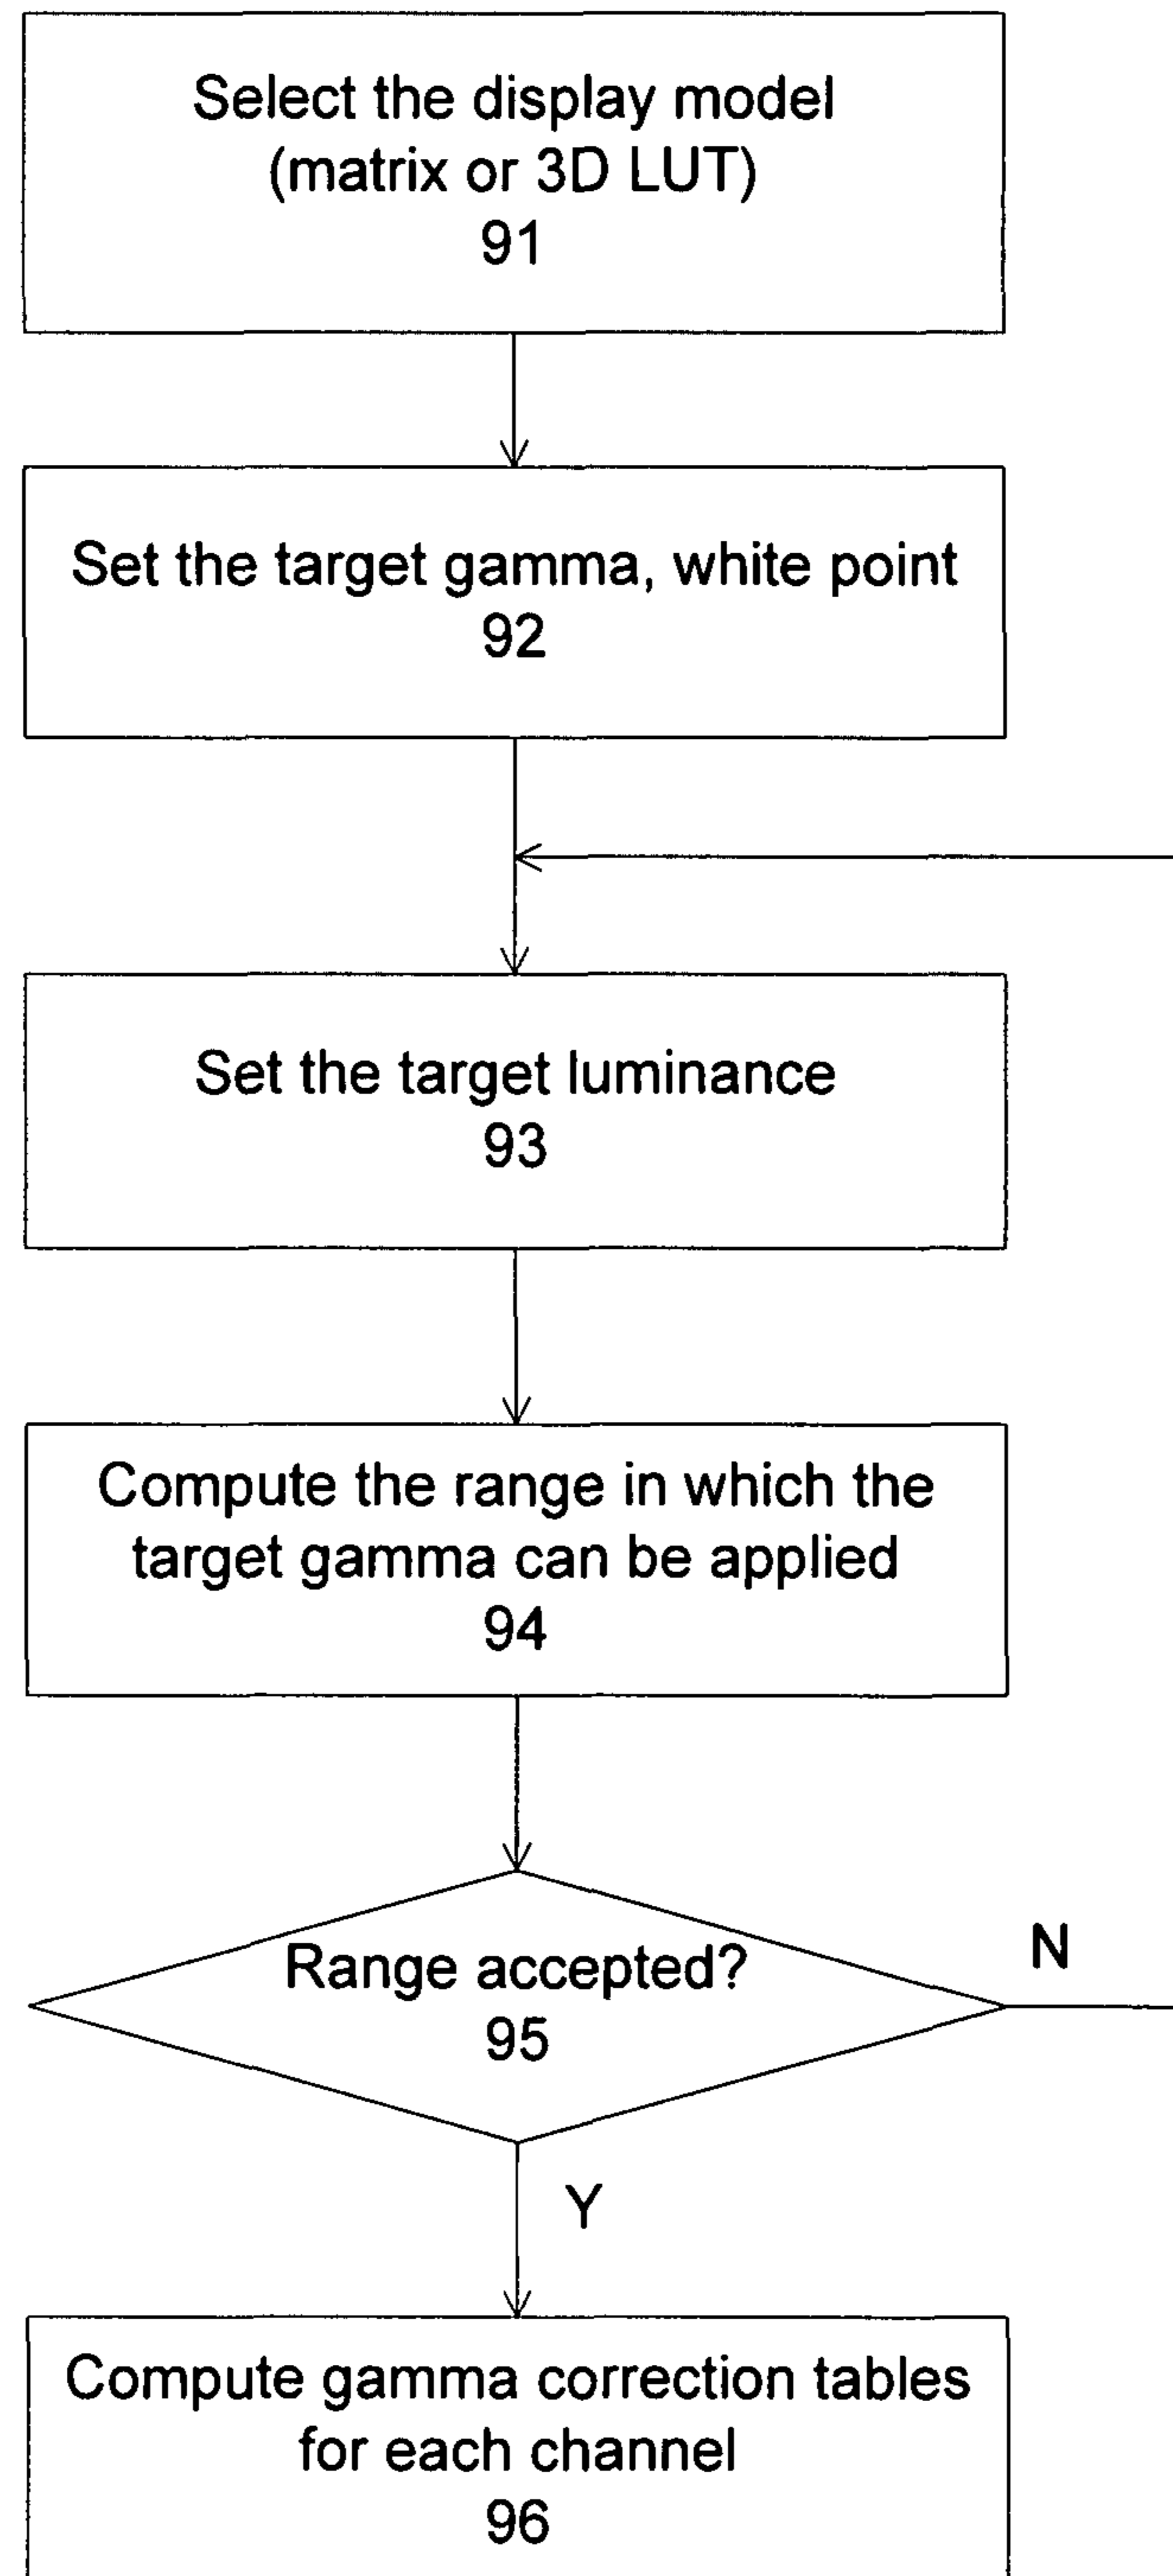 Select the display model
(matrix or 3D LUT)
91
Set the target gamma, white point
92
Set the target luminance
93
Compute the range in which the
target gamma can be applied
94
Range accepted?
95
N
Y
Compute gamma correction tables
for each channel
96